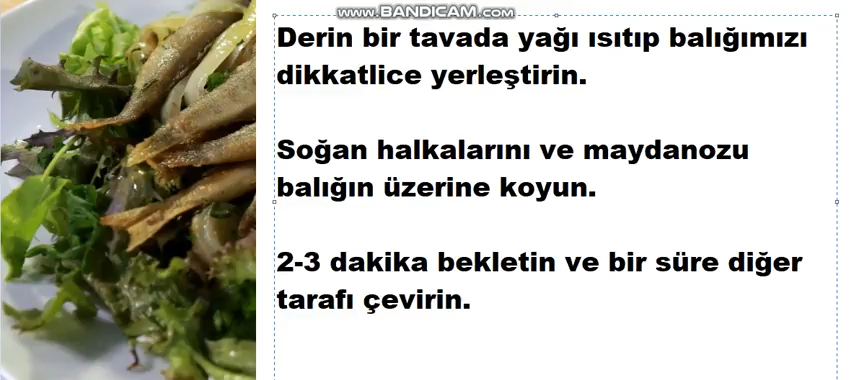 www.BANDICAM.com
Derin bir tavada yağı ısıtıp balığımızı
dikkatlice yerleştirin.
Soğan halkalarını ve maydanozu
balığın üzerine koyun.
2-3 dakika bekletin ve bir süre diğer
tarafı çevirin.